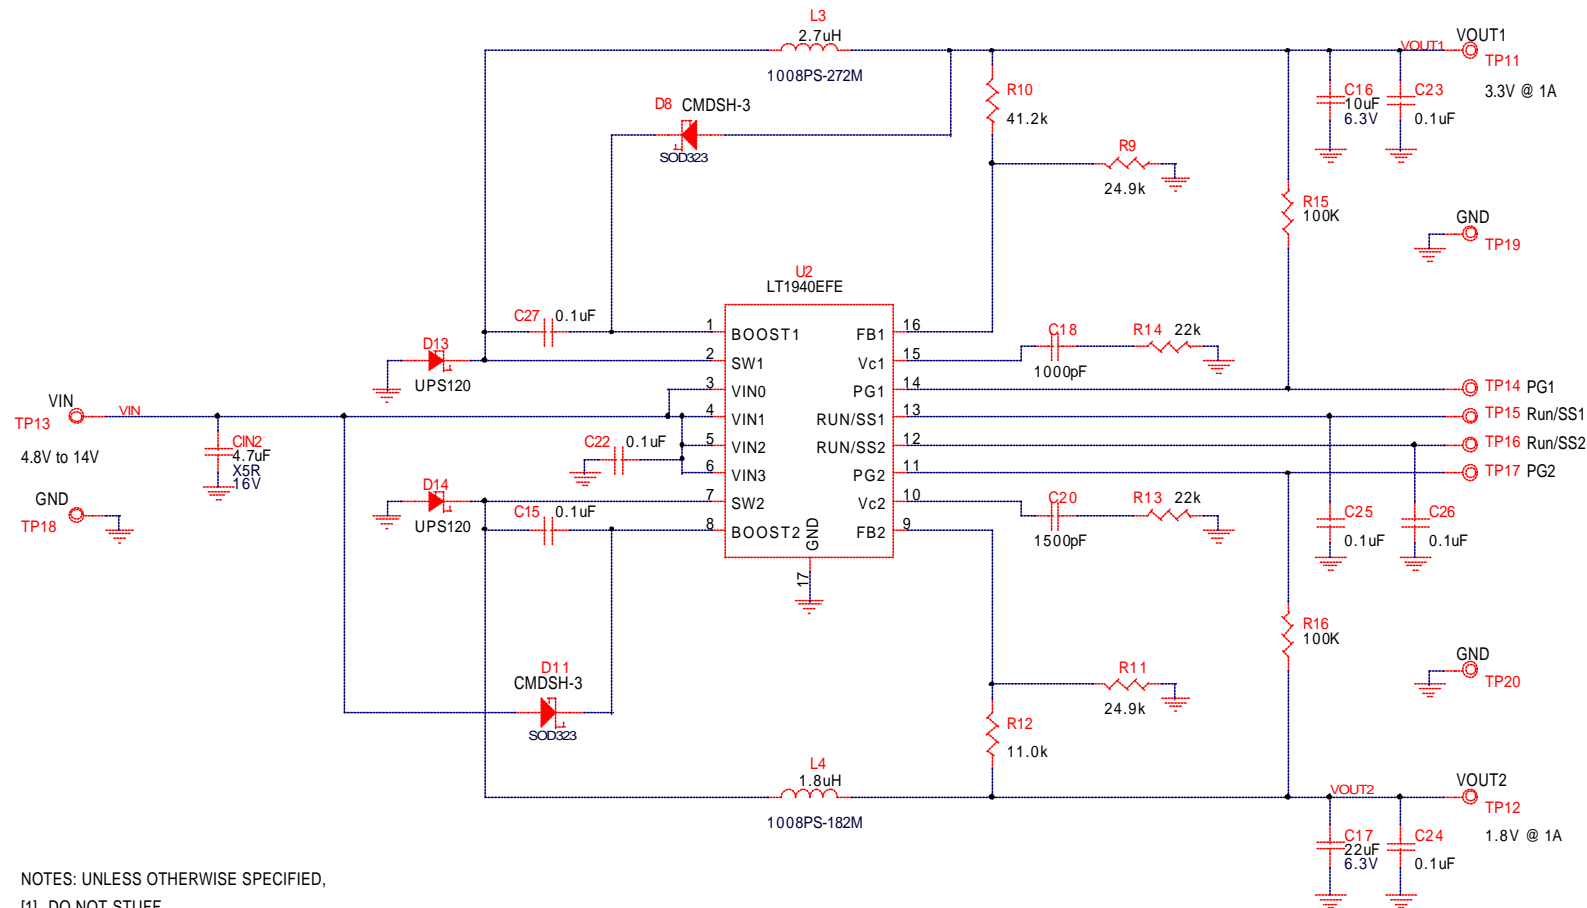 L3
2.7uH
1008PS-272M
VOUT1
VOUT1
TP11
3.3V @ 1A
D8 CMDSH-3
SOD323
R10
41.2k
C16
10uF
6.3V
C23
0.1uF
R9
24.9k
R15
100K
GND
TP19
U2
LT1940EFE
C27 0.1uF
1 BOOST1
2 SW1
3 VIN0
4 VIN1
5 VIN2
6 VIN3
7 SW2
8 BOOST2
GND
17
FB1 16
Vc1 15
PG1 14
RUN/SS1 13
RUN/SS2 12
PG2 11
Vc2 10
FB2 9
D13
UPS120
C18
1000pF
R14 22k
VIN
TP13
VIN
4.8V to 14V
CIN2
4.7uF
X5R
16V
C22 0.1uF
TP14 PG1
TP15 Run/SS1
TP16 Run/SS2
TP17 PG2
GND
TP18
D14
UPS120
C15 0.1uF
C20
1500pF
R13 22k
C25
0.1uF
C26
0.1uF
D11
CMDSH-3
SOD323
R16
100K
R11
24.9k
GND
TP20
R12
11.0k
L4
1.8uH
1008PS-182M
VOUT2
VOUT2
TP12
1.8V @ 1A
C17
22uF
6.3V
C24
0.1uF
NOTES: UNLESS OTHERWISE SPECIFIED,
[1] DO NOT STUFF